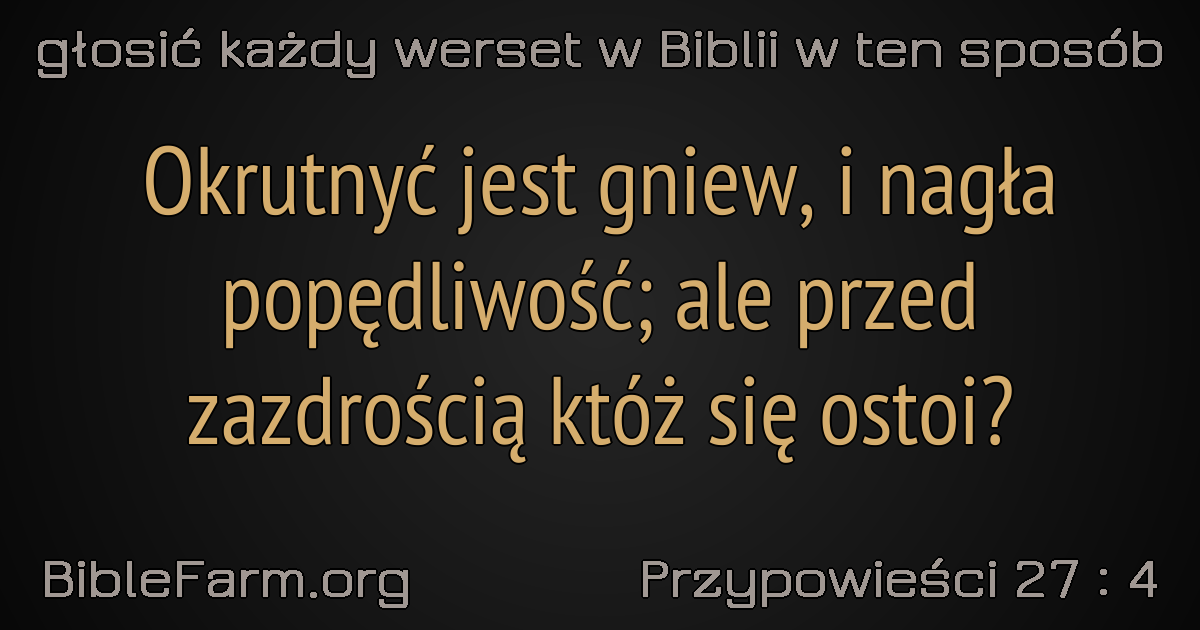 głosić każdy werset w Biblii w ten sposób
Okrutnyć jest gniew, i nagła
popędliwość; ale przed
zazdrością któż się ostoi?
BibleFarm.org
Przypowieści 27 : 4